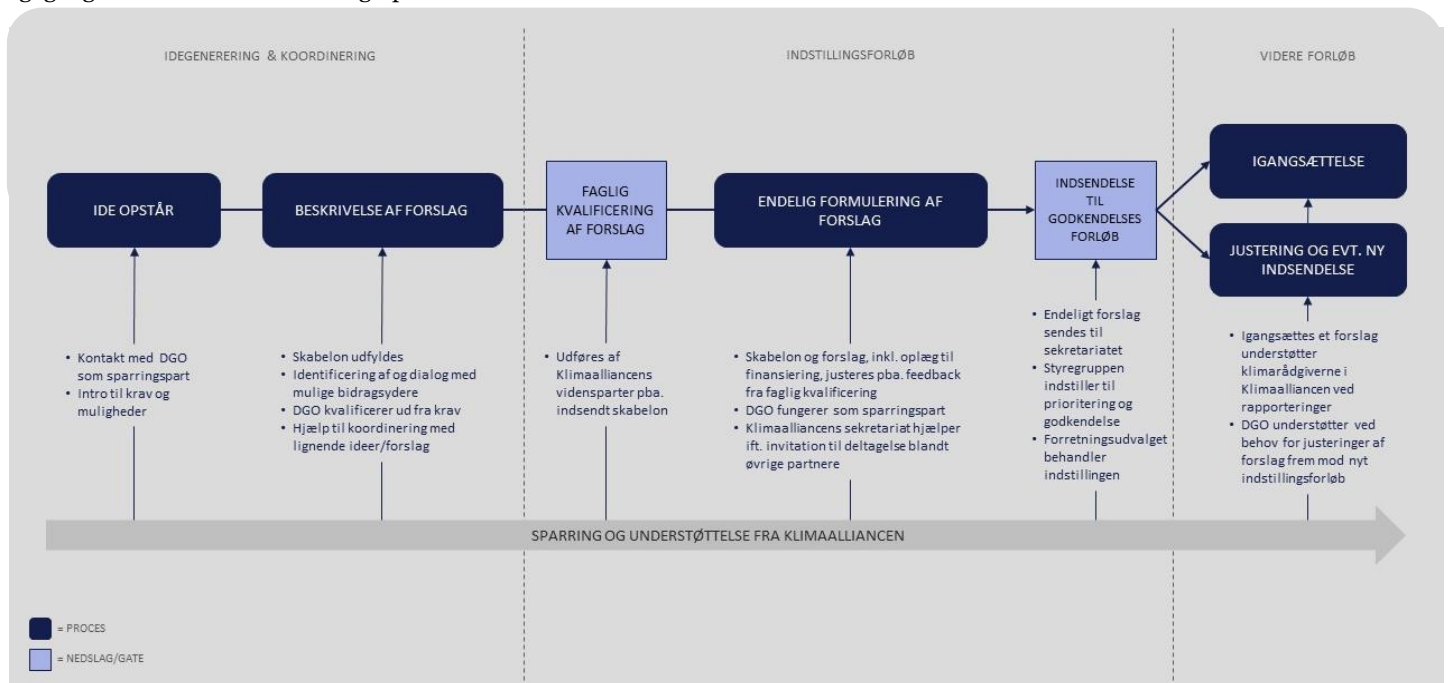 IDEGENERERING & KOORDINERING
INDSTILLINGSFORLØB
VIDERE FORLØB
IDE OPSTÅR
BESKRIVELSE AF FORSLAG
FAGLIG
KVALIFICERING
AF FORSLAG
ENDELIG FORMULERING AF
FORSLAG
INDSENDELSE
TIL
GODKENDELSES
FORLØB
IGANGSÆTTELSE
JUSTERING OG EVT. NY
INDSENDELSE
• Kontakt med DGO
som sparringspart
• Intro til krav og
muligheder
• Skabelon udfyldes
• Identificering af og dialog med
mulige bidragsydere
• DGO kvalificerer ud fra krav
• Hjælp til koordinering med
lignende ideer/forslag
• Udføres af
Klimaalliancens
vidensparter pba.
indsendt skabelon
• Skabelon og forslag, inkl. oplæg til
finansiering, justeres pba. feedback
fra faglig kvalificering
• DGO fungerer som sparringspart
• Klimaalliancens sekretariat hjælper
ift. invitation til deltagelse blandt
øvrige partnere
• Endeligt forslag
sendes til
sekretariatet
• Styregruppen
indstiller til
prioritering og
godkendelse
• Forretningsudvalget
behandler
indstillingen
• Igangsættes et forslag
understøtter
klimarådgiverne i
Klimaalliancen ved
rapporteringer
• DGO understøtter ved
behov for justeringer af
forslag frem mod nyt
indstillingsforløb
SPARRING OG UNDERSTØTTELSE FRA KLIMAALLIANCEN
= PROCES
= NEDSLAG/GATE